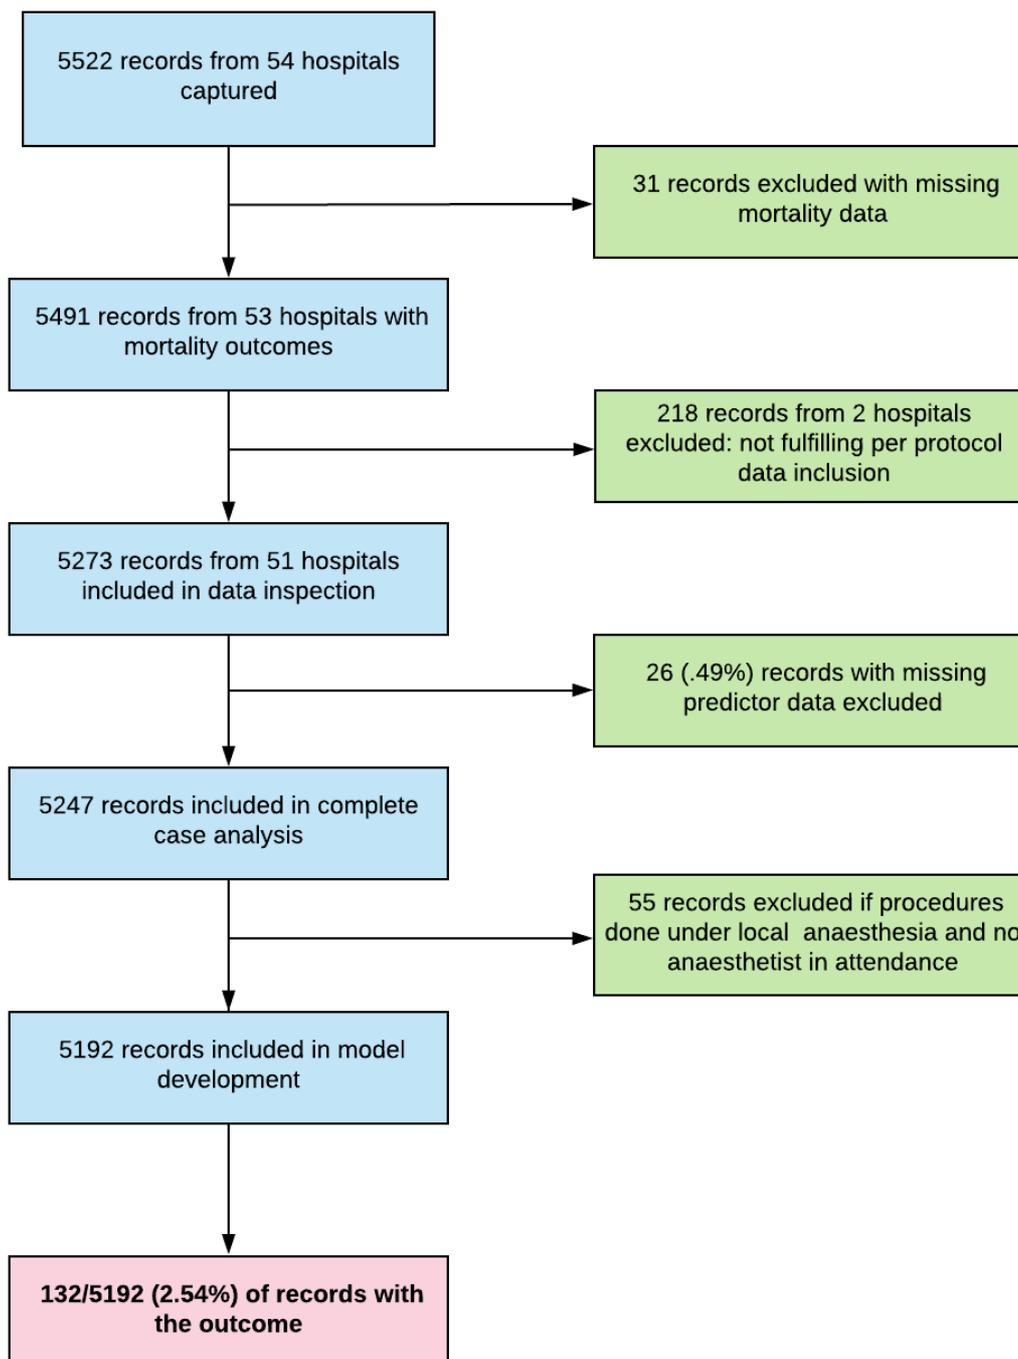 5522 records from 54 hospitals
captured
31 records excluded with missing
mortality data
5491 records from 53 hospitals with
mortality outcomes
218 records from 2 hospitals
excluded: not fulfilling per protocol
data inclusion
5273 records from 51 hospitals
included in data inspection
26 (.49%) records with missing
predictor data excluded
5247 records included in complete
case analysis
55 records excluded if procedures
done under local anaesthesia and no
anaesthetist in attendance
5192 records included in model
development
132/5192 (2.54%) of records with
the outcome